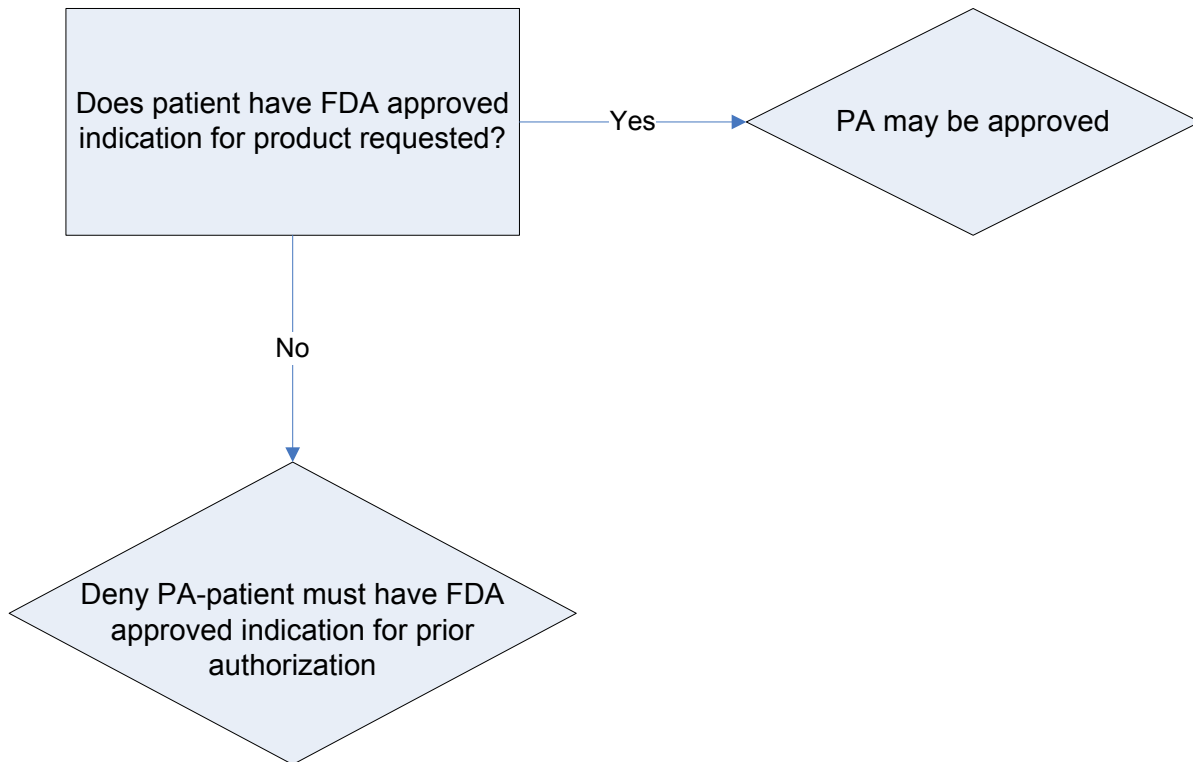 Does patient have FDA approved
indication for product requested?
Yes
PA may be approved
No
Deny PA-patient must have FDA
approved indication for prior
authorization